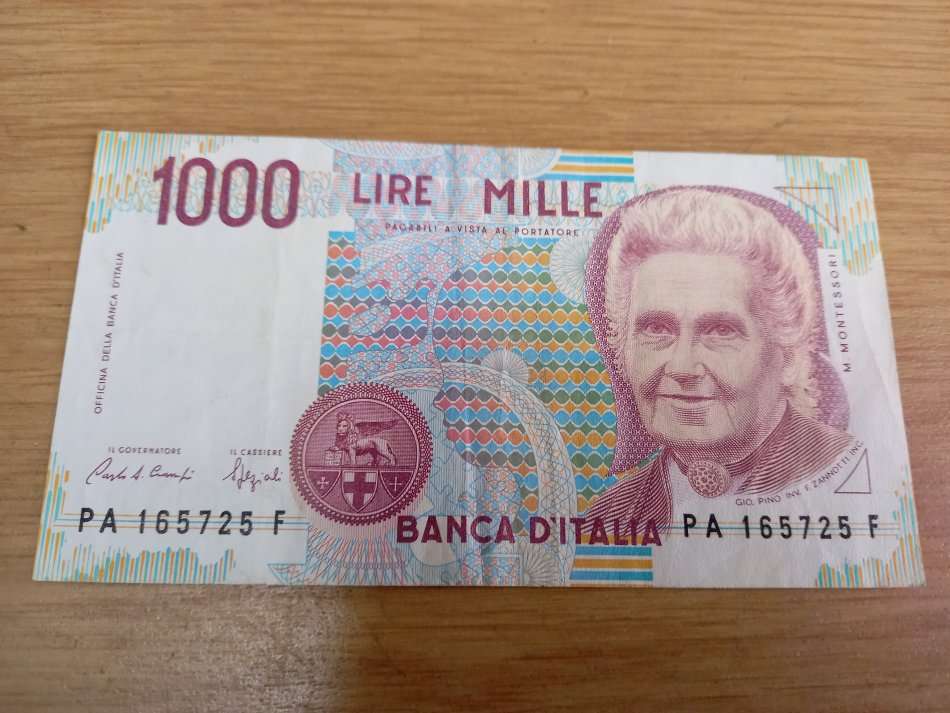 1000 LIRE MILLE
PAGABILI A VISTA AL PORTATORE
OFFICINA DELLA BANCA D'ITALIA
M. MONTESSORI
IL GOVERNATORE
IL CASSIERE
GIO. PINO INV. F. ZANNOTTI INC.
PA 165725 F
BANCA D'ITALIA
PA 165725 F